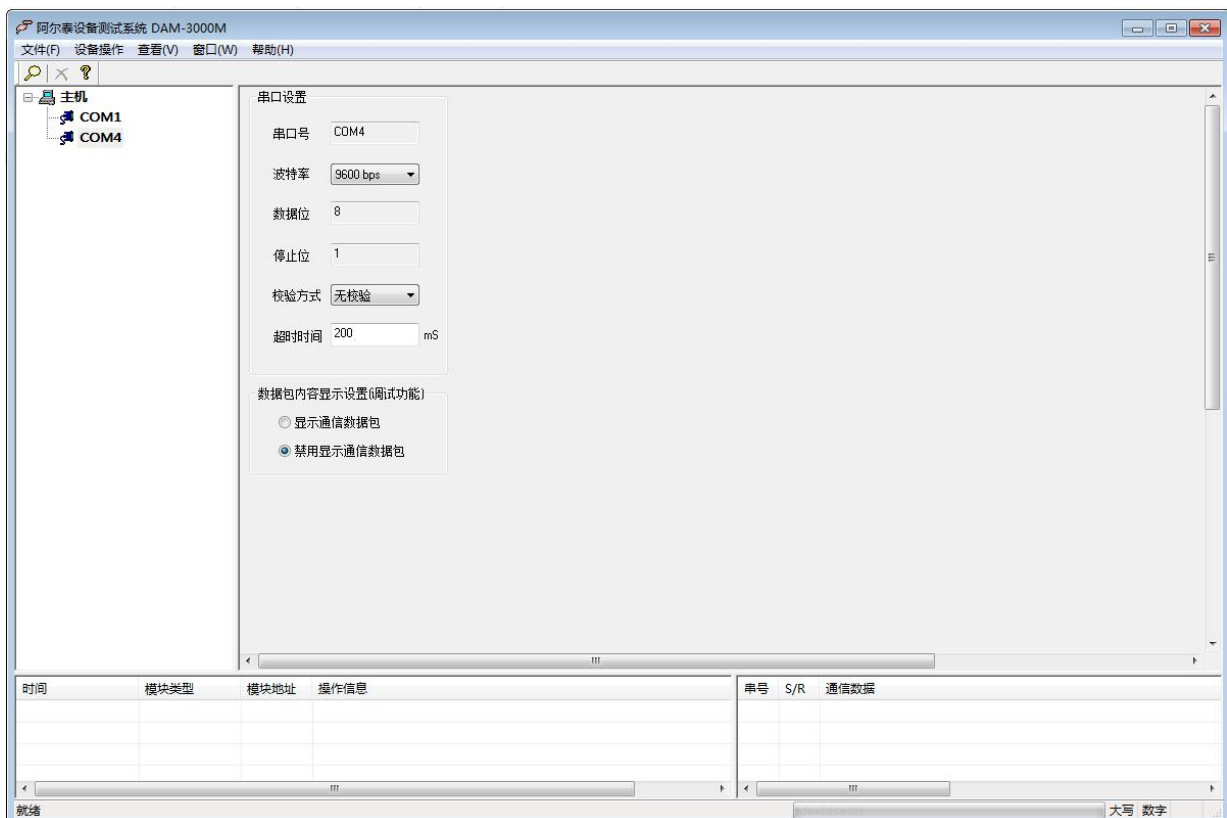 阿尔泰设备测试系统 DAM-3000M
文件(F) 设备操作 查看(V) 窗口(W) 帮助(H)
主机
COM1
COM4
串口设置
串口号 COM4
波特率 9600 bps
数据位 8
停止位 1
校验方式 无校验
超时时间 200 mS
数据包内容显示设置(调试功能)
显示通信数据包
禁用显示通信数据包
时间 模块类型 模块地址 操作信息
串号 S/R 通信数据
就绪 大写 数字